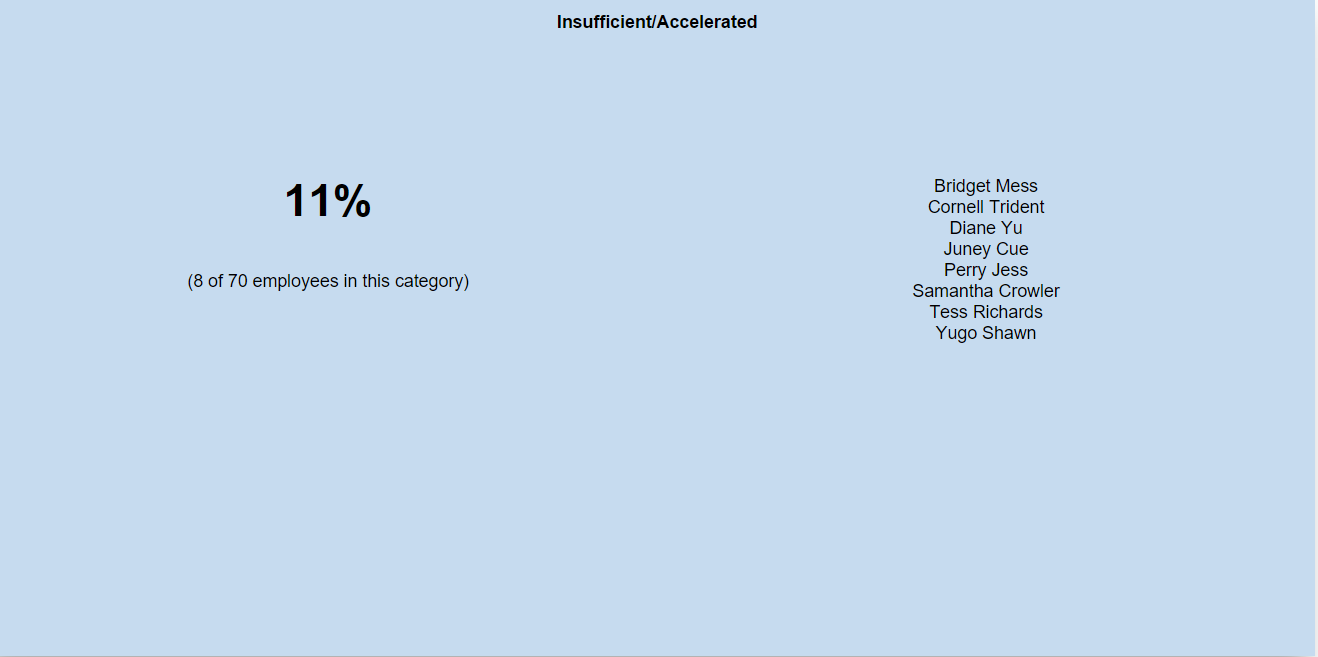 Insufficient/Accelerated
11%
(8 of 70 employees in this category)
Bridget Mess
Cornell Trident
Diane Yu
Juney Cue
Perry Jess
Samantha Crowler
Tess Richards
Yugo Shawn